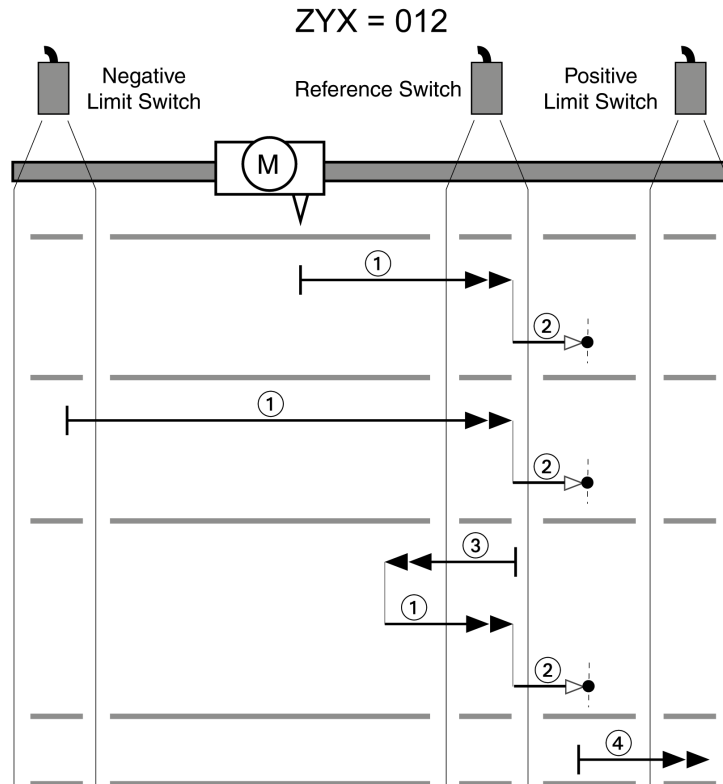 ZYX = 012
Negative
Limit Switch
Reference Switch
Positive
Limit Switch
M
1
2
1
2
3
1
2
4